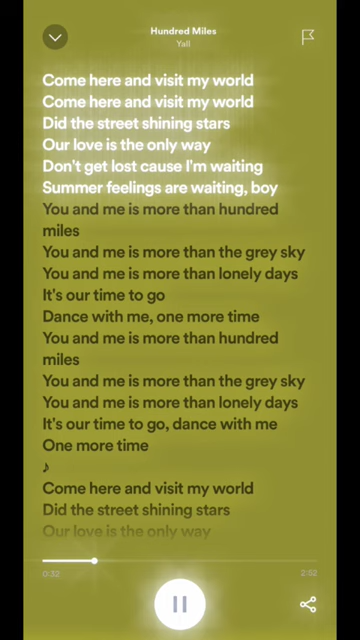 Hundred Miles
Yall
Come here and visit my world
Come here and visit my world
Did the street shining stars
Our love is the only way
Don't get lost cause I'm waiting
Summer feelings are waiting, boy
You and me is more than hundred
miles
You and me is more than the grey sky
You and me is more than lonely days
It's our time to go
Dance with me, one more time
You and me is more than hundred
miles
You and me is more than the grey sky
You and me is more than lonely days
It's our time to go, dance with me
One more time
♪
Come here and visit my world
Did the street shining stars
Our love is the only way
0:32
2:52